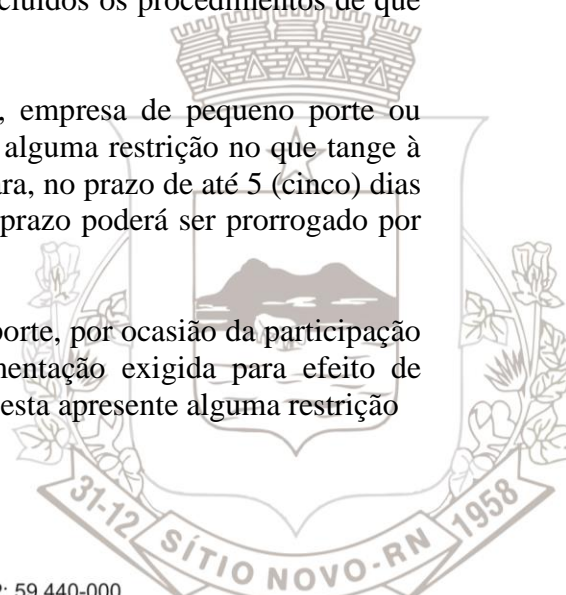 cluídos os procedimentos de que
, empresa de pequeno porte ou
alguma restrição no que tange à
ara, no prazo de até 5 (cinco) dias
prazo poderá ser prorrogado por
porte, por ocasião da participação
mentação exigida para efeito de
esta apresente alguma restrição
31-12 SÍTIO NOVO-RN 1958
: 59.440-000